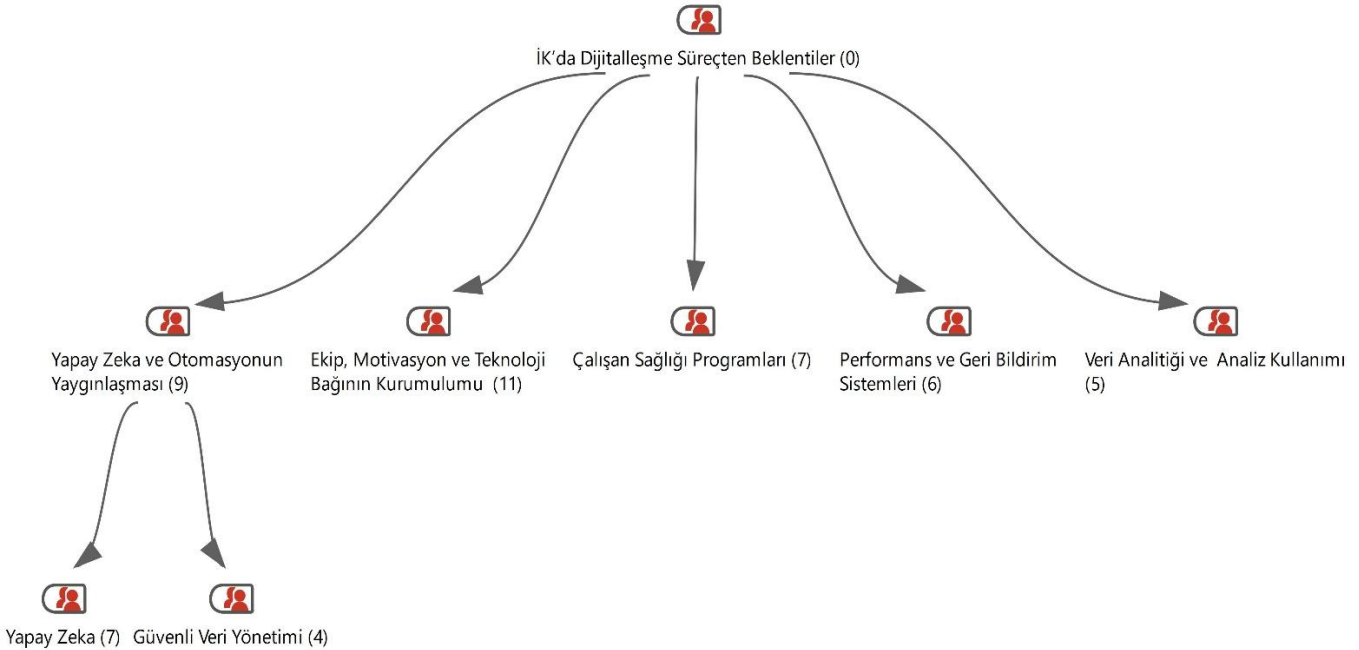 İK'da Dijitalleşme Süreçten Beklentiler (0)
Yapay Zeka ve Otomasyonun
Yaygınlaşması (9)
Ekip, Motivasyon ve Teknoloji
Bağının Kurumulumu (11)
Çalışan Sağlığı Programları (7)
Performans ve Geri Bildirim
Sistemleri (6)
Veri Analitiği ve Analiz Kullanımı
(5)
Yapay Zeka (7)
Güvenli Veri Yönetimi (4)